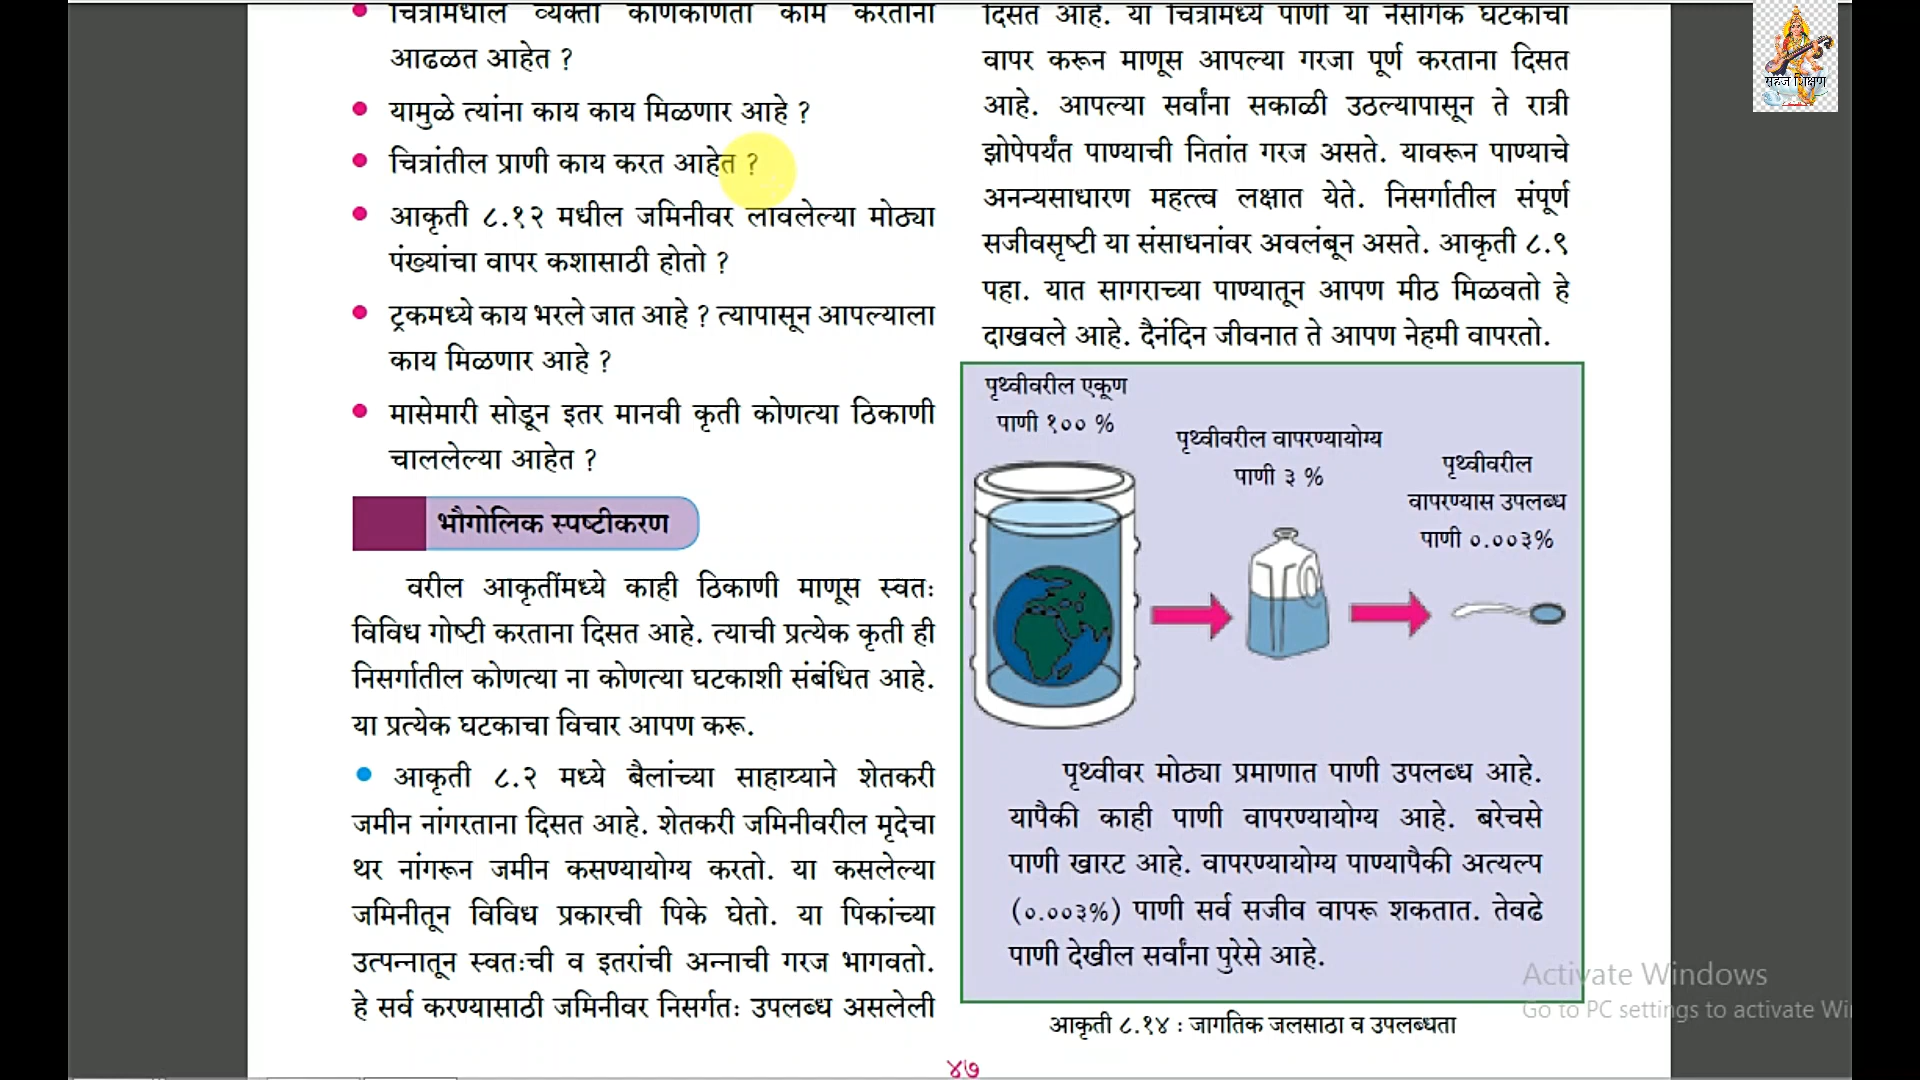 चित्रांमधील व्यक्ती कोणकोणती कामे करताना
आढळत आहेत ?
यामुळे त्यांना काय काय मिळणार आहे ?
चित्रांतील प्राणी काय करत आहेत ?
आकृती ८.१२ मधील जमिनीवर लावलेल्या मोठ्या
पंख्यांचा वापर कशासाठी होतो ?
ट्रकमध्ये काय भरले जात आहे ? त्यापासून आपल्याला
काय मिळणार आहे ?
मासेमारी सोडून इतर मानवी कृती कोणत्या ठिकाणी
चाललेल्या आहेत ?
भौगोलिक स्पष्टीकरण
वरील आकृतींमध्ये काही ठिकाणी माणूस स्वतः
विविध गोष्टी करताना दिसत आहे. त्याची प्रत्येक कृती ही
निसर्गातील कोणत्या ना कोणत्या घटकाशी संबंधित आहे.
या प्रत्येक घटकाचा विचार आपण करू.
आकृती ८.२ मध्ये बैलांच्या साहाय्याने शेतकरी
जमीन नांगरताना दिसत आहे. शेतकरी जमिनीवरील मृदेचा
थर नांगरून जमीन कसण्यायोग्य करतो. या कसलेल्या
जमिनीतून विविध प्रकारची पिके घेतो. या पिकांच्या
उत्पन्नातून स्वतःची व इतरांची अन्नाची गरज भागवतो.
हे सर्व करण्यासाठी जमिनीवर निसर्गतः उपलब्ध असलेली
दिसत आहे. या चित्रांमध्ये पाणी या नैसर्गिक घटकाचा
वापर करून माणूस आपल्या गरजा पूर्ण करताना दिसत
आहे. आपल्या सर्वांना सकाळी उठल्यापासून ते रात्री
झोपेपर्यंत पाण्याची नितांत गरज असते. यावरून पाण्याचे
अनन्यसाधारण महत्त्व लक्षात येते. निसर्गातील संपूर्ण
सजीवसृष्टी या संसाधनांवर अवलंबून असते. आकृती ८.९
पहा. यात सागराच्या पाण्यातून आपण मीठ मिळवतो हे
दाखवले आहे. दैनंदिन जीवनात ते आपण नेहमी वापरतो.
पृथ्वीवरील एकूण
पाणी १०० %
पृथ्वीवरील वापरण्यायोग्य
पाणी ३ %
पृथ्वीवरील
वापरण्यास उपलब्ध
पाणी ०.००३%
पृथ्वीवर मोठ्या प्रमाणात पाणी उपलब्ध आहे.
यापैकी काही पाणी वापरण्यायोग्य आहे. बरेचसे
पाणी खारट आहे. वापरण्यायोग्य पाण्यापैकी अत्यल्प
(०.००३%) पाणी सर्व सजीव वापरू शकतात. तेवढे
पाणी देखील सर्वांना पुरेसे आहे.
आकृती ८.१४ : जागतिक जलसाठा व उपलब्धता
४७
सहज शिक्षण
Activate Windows
Go to PC settings to activate Wi